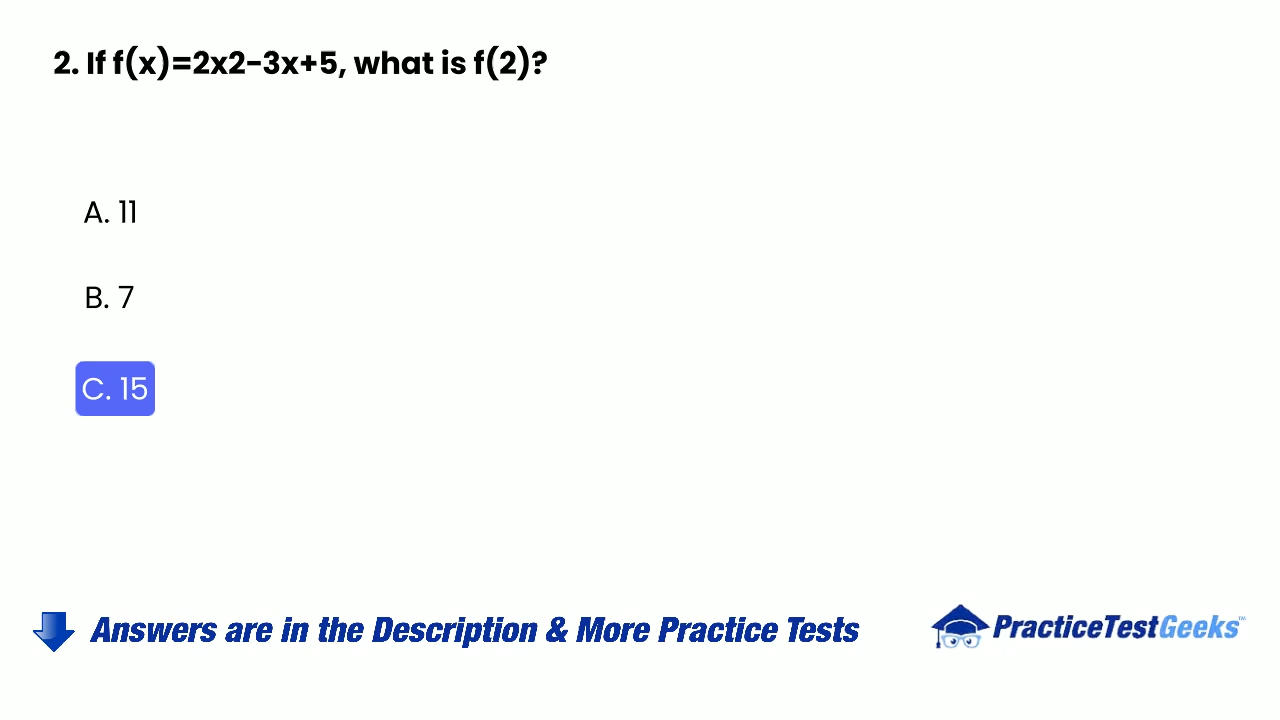 2. If f(x)=2x2−3x+5, what is f(2)?
A. 11
B. 7
C. 15
Answers are in the Description & More Practice Tests
PracticeTestGeeks™